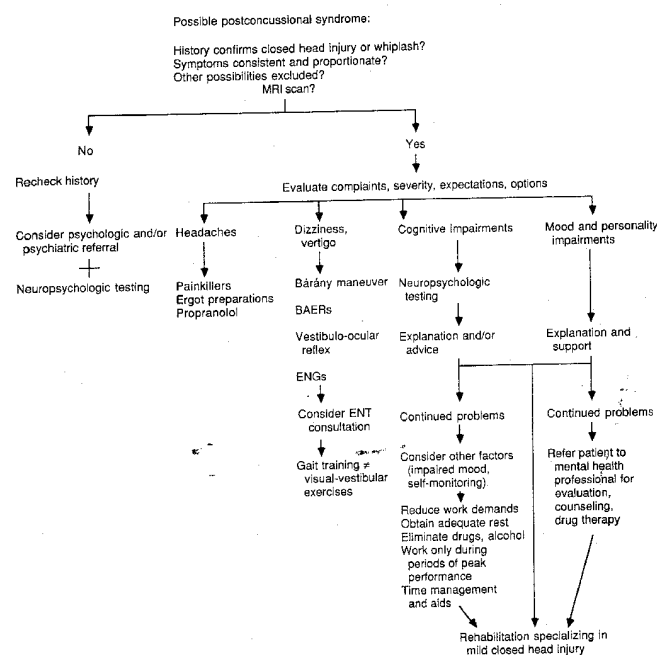 Possible postconcussional syndrome:
History confirms closed head injury or whiplash?
Symptoms consistent and proportionate?
Other possibilities excluded?
MRI scan?
No
Yes
Recheck history
Evaluate complaints, severity, expectations, options
Consider psychologic and/or
psychiatric referral
+
Neuropsychologic testing
Headaches
Painkillers
Ergot preparations
Propranolol
Dizziness,
vertigo
Bárány maneuver
BAERs
Vestibulo-ocular
reflex
ENGs
Consider ENT
consultation
Gait training ≠
visual-vestibular
exercises
Cognitive impairments
Neuropsychologic
testing
Explanation and/or
advice
Continued problems
Consider other factors
(impaired mood,
self-monitoring)
Reduce work demands
Obtain adequate rest
Eliminate drugs, alcohol
Work only during
periods of peak
performance
Time management
and aids
Mood and personality
impairments
Explanation and
support
Continued problems
Refer patient to
mental health
professional for
evaluation,
counseling,
drug therapy
Rehabilitation specializing in
mild closed head injury